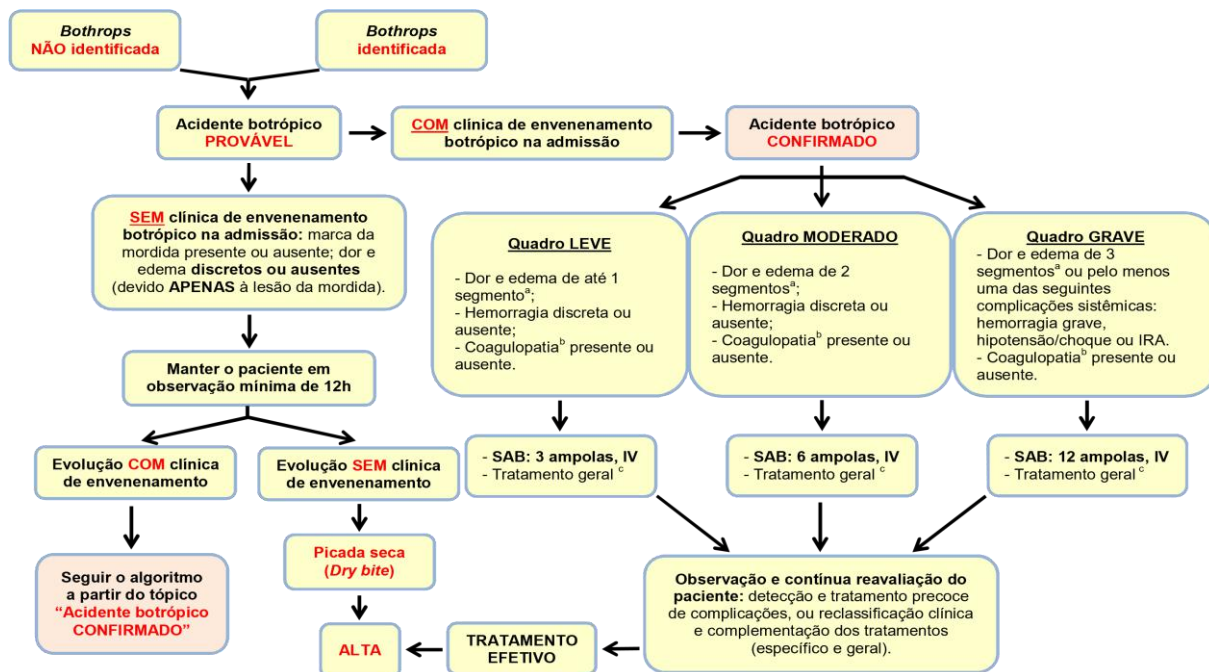 Bothrops
NÃO identificada
Bothrops
identificada
Acidente botrópico
PROVÁVEL
COM clínica de envenenamento
botrópico na admissão
Acidente botrópico
CONFIRMADO
SEM clínica de envenenamento
botrópico na admissão: marca da
mordida presente ou ausente; dor e
edema discretos ou ausentes
(devido APENAS à lesão da mordida).
Quadro LEVE
- Dor e edema de até 1
segmentoᵃ;
- Hemorragia discreta ou
ausente;
- Coagulopatiaᵇ presente ou
ausente.
Quadro MODERADO
- Dor e edema de 2
segmentosᵃ;
- Hemorragia discreta ou
ausente;
- Coagulopatiaᵇ presente ou
ausente.
Quadro GRAVE
- Dor e edema de 3
segmentosᵃ ou pelo menos
uma das seguintes
complicações sistêmicas:
hemorragia grave,
hipotensão/choque ou IRA.
- Coagulopatiaᵇ presente ou
ausente.
Manter o paciente em
observação mínima de 12h
Evolução COM clínica
de envenenamento
Evolução SEM clínica
de envenenamento
- SAB: 3 ampolas, IV
- Tratamento geral ᶜ
- SAB: 6 ampolas, IV
- Tratamento geral ᶜ
- SAB: 12 ampolas, IV
- Tratamento geral ᶜ
Seguir o algoritmo
a partir do tópico
“Acidente botrópico
CONFIRMADO”
Picada seca
(Dry bite)
ALTA
TRATAMENTO
EFETIVO
Observação e contínua reavaliação do
paciente: detecção e tratamento precoce
de complicações, ou reclassificação clínica
e complementação dos tratamentos
(específico e geral).